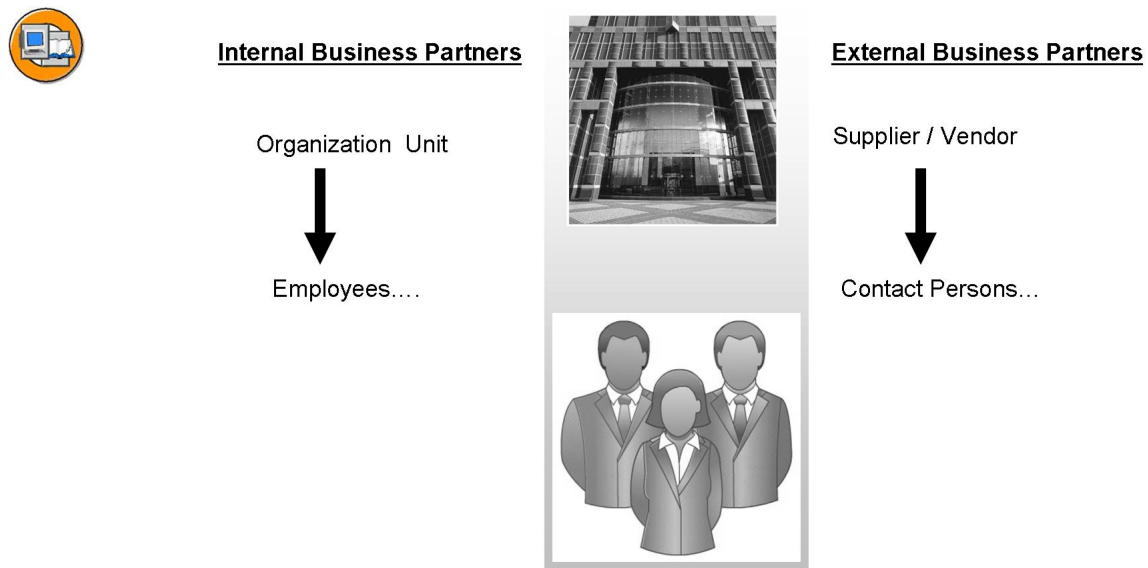 Internal Business Partners
External Business Partners
Organization Unit
Supplier / Vendor
Employees....
Contact Persons...